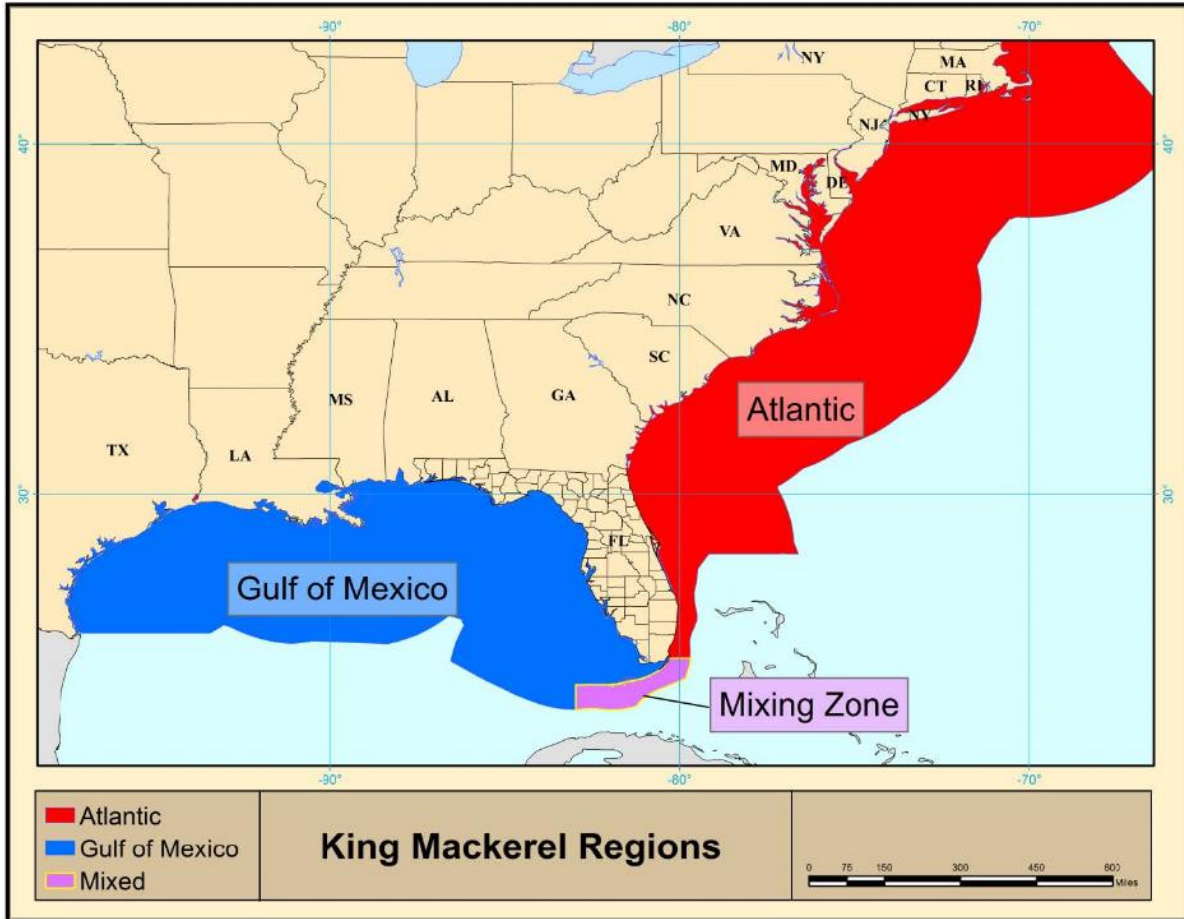 -90°
-80°
-70°
NY
MA
CT
RI
NY
NJ
40°
40°
MD
DE
VA
NC
SC
MS
AL
GA
Atlantic
TX
LA
30°
30°
FL
Gulf of Mexico
Mixing Zone
-90°
-80°
-70°
Atlantic
Gulf of Mexico
Mixed
King Mackerel Regions
0 75 150 300 450 600
Miles